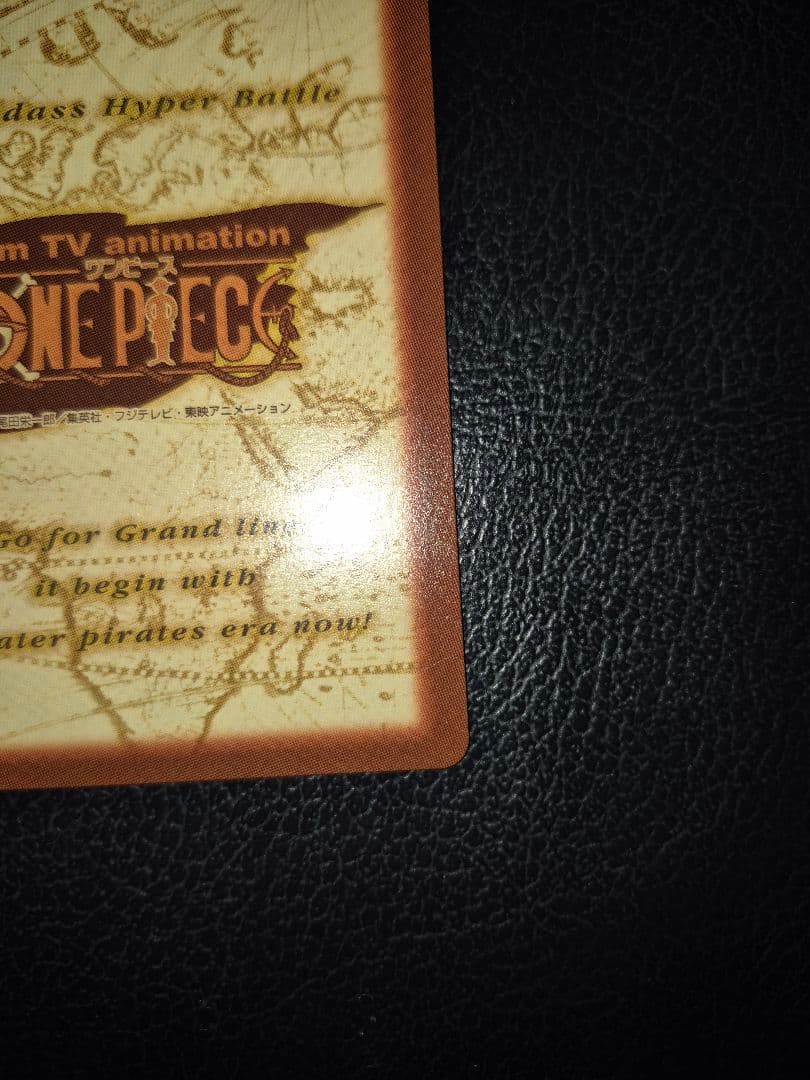 dass Hyper Battle
m TV animation
ワンピース
ONE PIECE
尾田栄一郎／集英社・フジテレビ・東映アニメーション
Go for Grand line
it begin with
ater pirates era now!